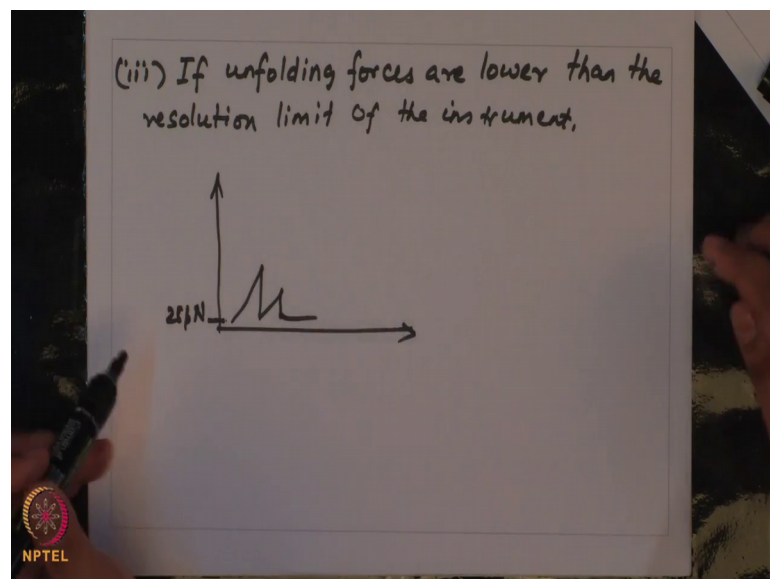 (iii) If unfolding forces are lower than the
resolution limit of the instrument.
25pN
NPTEL